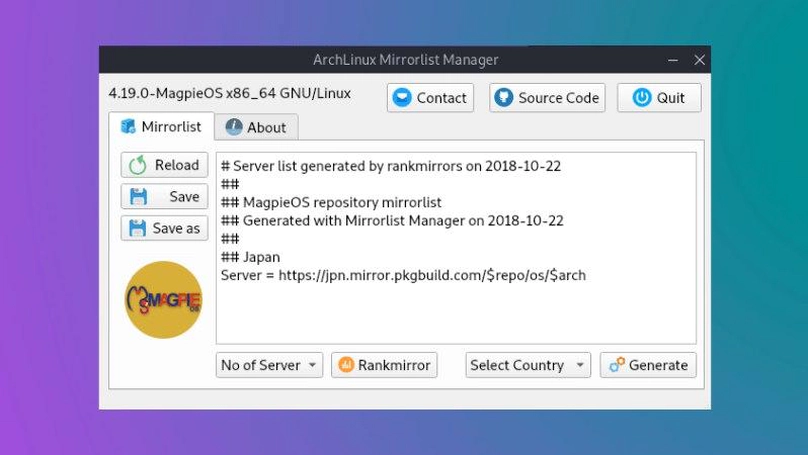 ArchLinux Mirrorlist Manager
4.19.0-MagpieOS x86_64 GNU/Linux
Contact
Source Code
Quit
Mirrorlist
About
Reload
Save
Save as
# Server list generated by rankmirrors on 2018-10-22
##
## MagpieOS repository mirrorlist
## Generated with Mirrorlist Manager on 2018-10-22
##
## Japan
Server = https://jpn.mirror.pkgbuild.com/$repo/os/$arch
MAGPIE
OS
No of Server
Rankmirror
Select Country
Generate